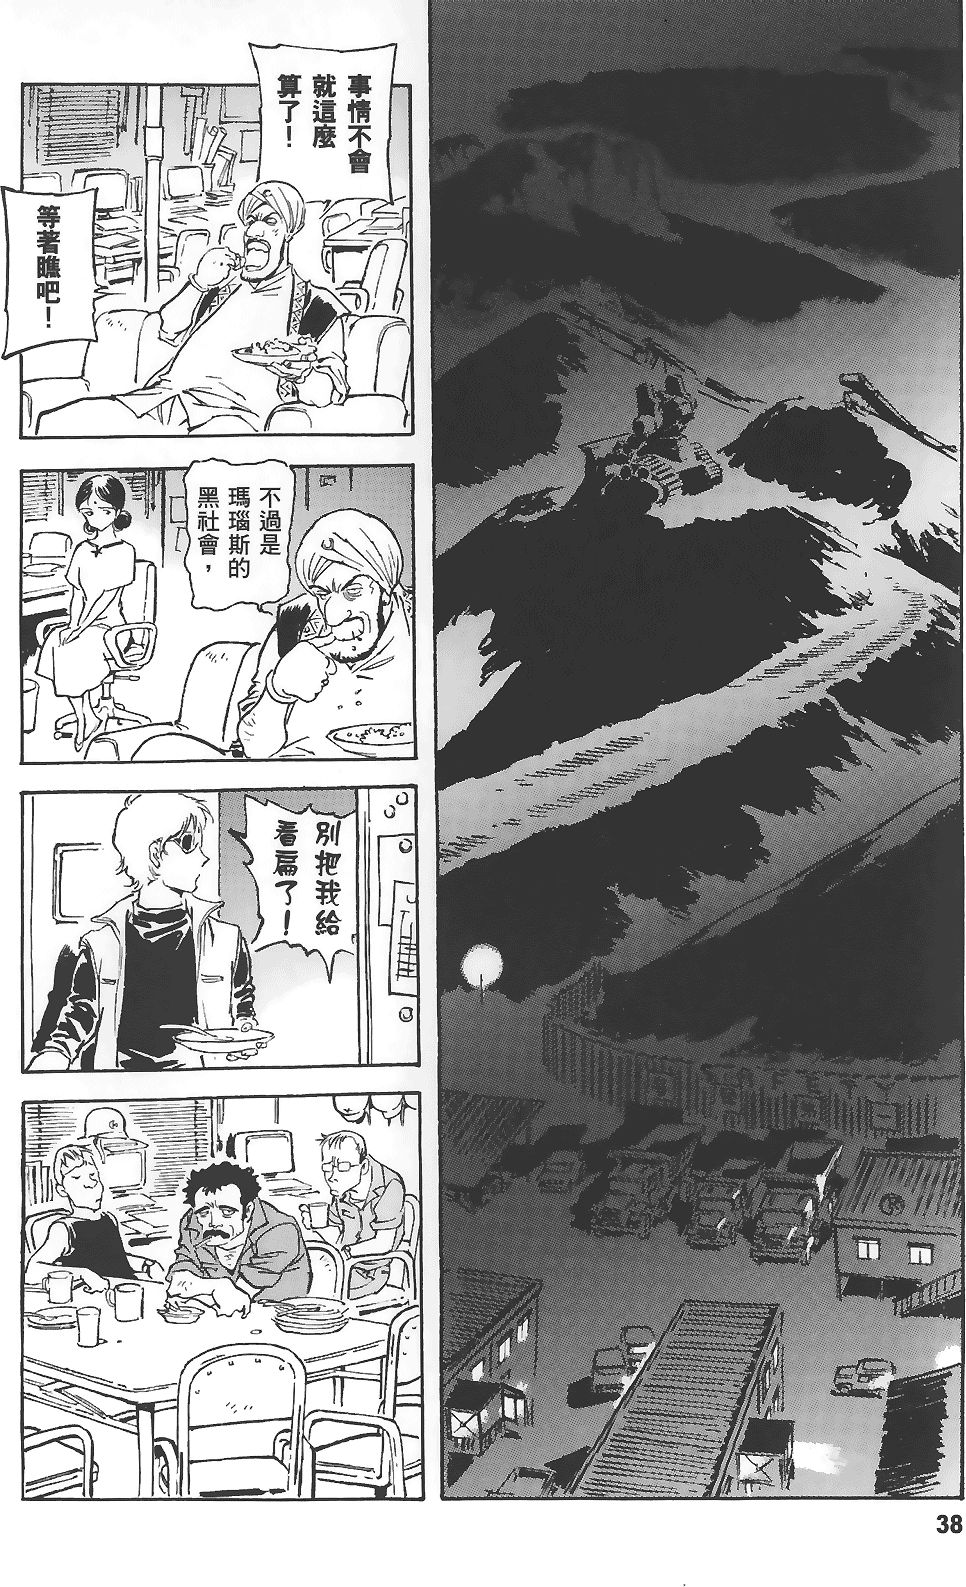 事情不會
就這麼
算了！
等著瞧吧！
不過是
瑪瑙斯的
黑社會，
別把我給
看扁了！
SAFETY
38